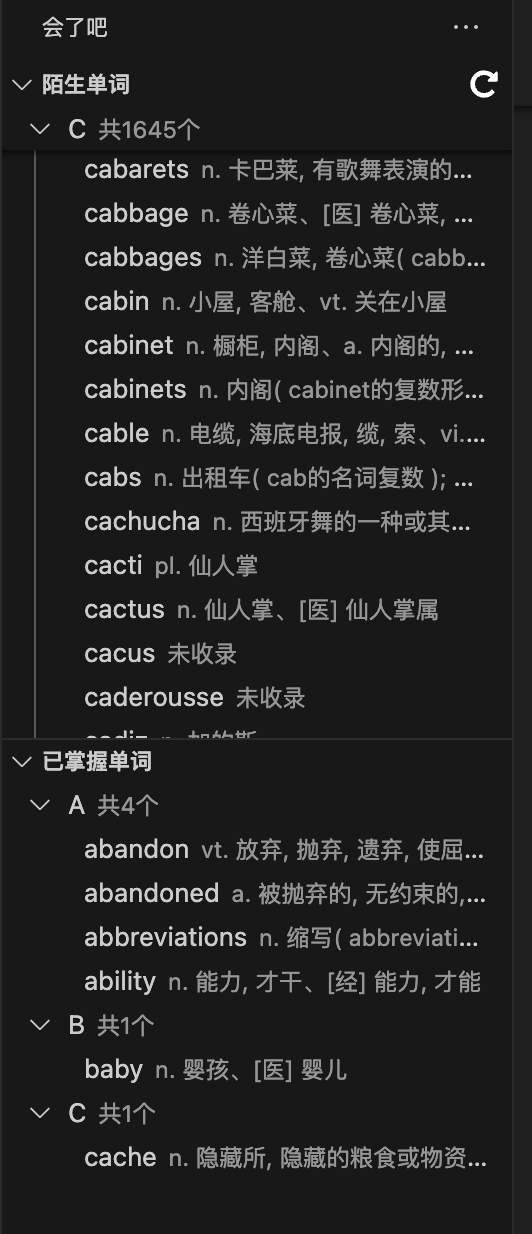 会了吧 ...
陌生单词
C 共1645个
cabarets n. 卡巴莱, 有歌舞表演的...
cabbage n. 卷心菜、[医] 卷心菜, ...
cabbages n. 洋白菜, 卷心菜( cabb...
cabin n. 小屋, 客舱、vt. 关在小屋
cabinet n. 橱柜, 内阁、a. 内阁的, ...
cabinets n. 内阁( cabinet的复数形...
cable n. 电缆, 海底电报, 缆, 索、vi....
cabs n. 出租车( cab的名词复数 ); ...
cachucha n. 西班牙舞的一种或其...
cacti pl. 仙人掌
cactus n. 仙人掌、[医] 仙人掌属
cacus 未收录
caderousse 未收录
cadiz n. 加的斯
已掌握单词
A 共4个
abandon vt. 放弃, 抛弃, 遗弃, 使屈...
abandoned a. 被抛弃的, 无约束的,...
abbreviations n. 缩写( abbreviati...
ability n. 能力, 才干、[经] 能力, 才能
B 共1个
baby n. 婴孩、[医] 婴儿
C 共1个
cache n. 隐藏所, 隐藏的粮食或物资...